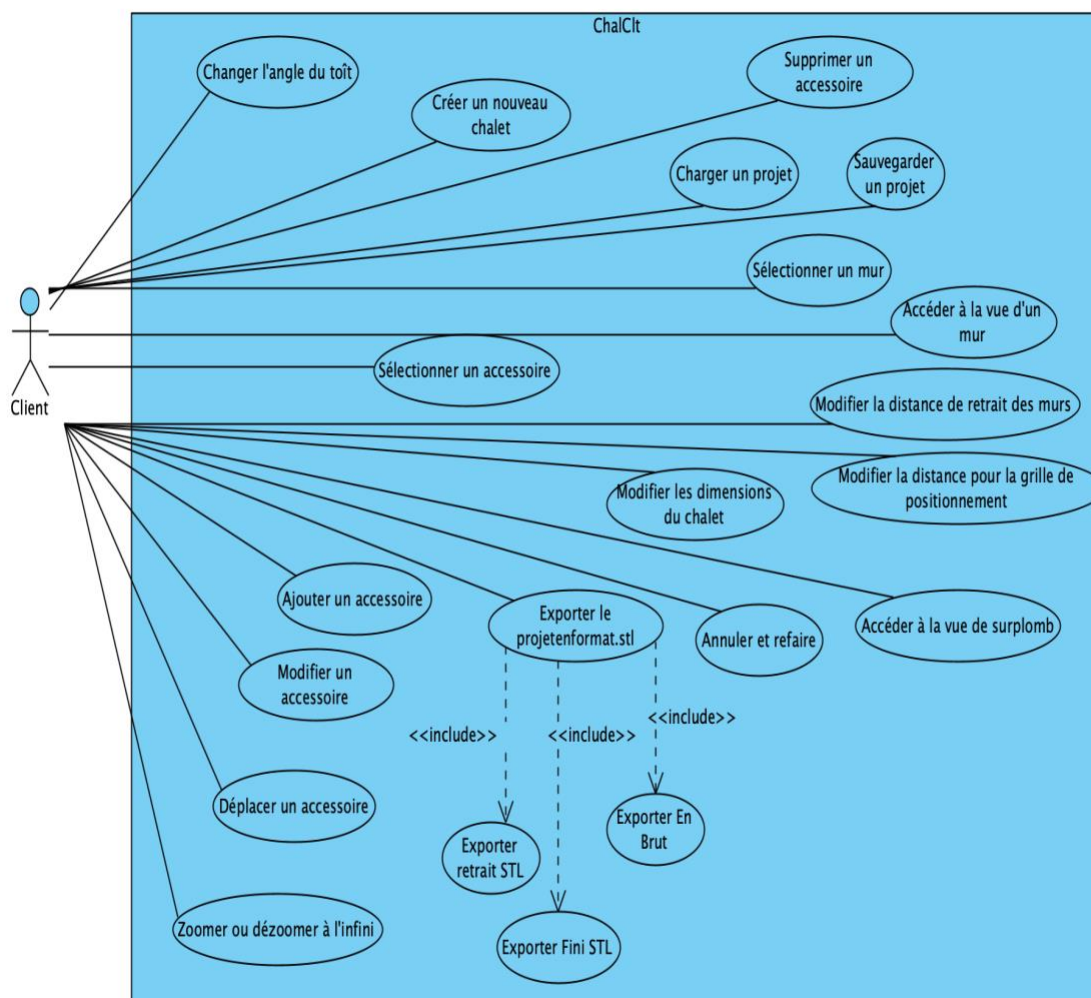 ChalClt
Changer l'angle du toît
Supprimer un
accessoire
Créer un nouveau
chalet
Charger un projet
Sauvegarder
un projet
Sélectionner un mur
Accéder à la vue d'un
mur
Sélectionner un accessoire
Client
Modifier la distance de retrait des murs
Modifier la distance pour la grille de
positionnement
Modifier les dimensions
du chalet
Ajouter un accessoire
Exporter le
projetenformat.stl
Annuler et refaire
Accéder à la vue de surplomb
Modifier un
accessoire
<<include>>
<<include>>
<<include>>
Déplacer un accessoire
Exporter En
Brut
Exporter
retrait STL
Zoomer ou dézoomer à l'infini
Exporter Fini STL